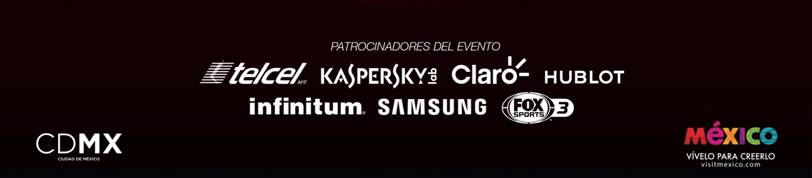 PATROCINADORES DEL EVENTO
telcel KASPERSKY lab Claro HUBLOT
infinitum SAMSUNG FOX SPORTS 3
CDMX
CIUDAD DE MÉXICO
méxico
VÍVELO PARA CREERLO
visitmexico.com